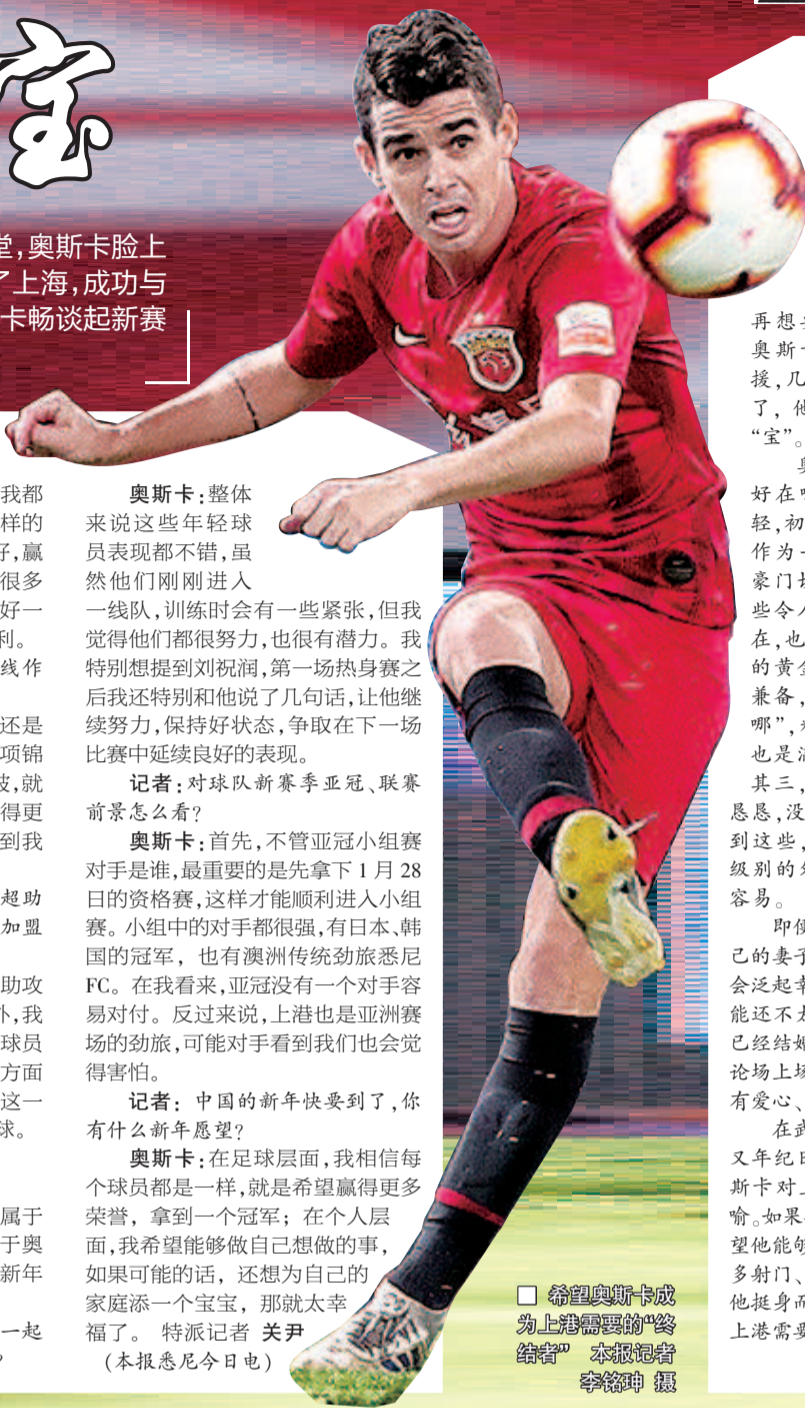 宝
堂，奥斯卡脸上
了上海，成功与
卡畅谈起新赛
我都
样的
好，赢
很多
好一
利。
线作
还是
项锦
波，就
得更
到我
超助
加盟
助攻
外，我
球员
方面
这一
球。
属于
于奥
新年
一起
?
奥斯卡：整体
来说这些年轻球
员表现都不错，虽
然他们刚刚进入
一线队，训练时会有一些紧张，但我
觉得他们都很努力，也很有潜力。我
特别想提到刘祝润，第一场热身赛之
后我还特别和他说了几句话，让他继
续努力，保持好状态，争取在下一场
比赛中延续良好的表现。
记者：对球队新赛季亚冠、联赛
前景怎么看？
奥斯卡：首先，不管亚冠小组赛
对手是谁，最重要的是先拿下 1 月 28
日的资格赛，这样才能顺利进入小组
赛。小组中的对手都很强，有日本、韩
国的冠军，也有澳洲传统劲旅悉尼
FC。在我看来，亚冠没有一个对手容
易对付。反过来说，上港也是亚洲赛
场的劲旅，可能对手看到我们也会觉
得害怕。
记者：中国的新年快要到了，你
有什么新年愿望？
奥斯卡：在足球层面，我相信每
个球员都是一样，就是希望赢得更多
荣誉，拿到一个冠军；在个人层
面，我希望能够做自己想做的事，
如果可能的话，还想为自己的
家庭添一个宝宝，那就太幸
福了。 特派记者 关尹
（本报悉尼今日电）
■ 希望奥斯卡成
为上港需要的“终
结者” 本报记者
李铭珅 摄
再想
奥斯卡
援，几
了，他
“宝”。
好在
轻，初
作为一
豪门
些令人
在，也
的黄金
兼备，
哪”，
也是
其三，
恳恳，没
到这些，
级别的
容易。
即使
己的妻子
会泛起幸
能还不
已经结婚
论场上场
有爱心、
在武
又年纪
斯卡对
喻。如果
望他能够
多射门、
他挺身而
上港需要